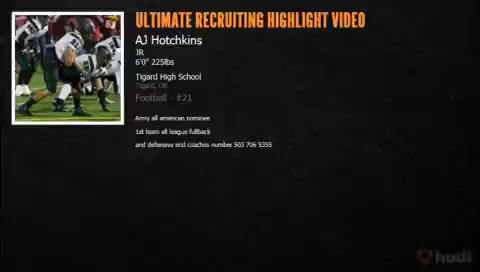 ULTIMATE RECRUITING HIGHLIGHT VIDEO
AJ Hotchkins
JR
6'0" 225lbs
Tigard High School
Tigard, OR
Football - #21
Army all american nominee
1st team all league fullback
and defensive end coaches number 503 706 5355
hudl